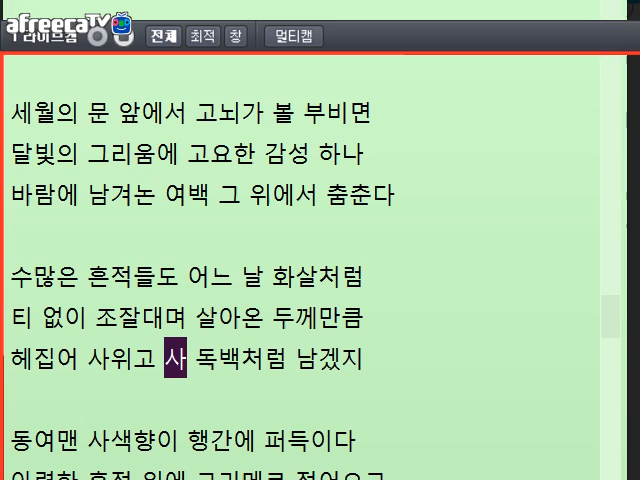 afreecaTV
라이브캠 전체 최적 창 멀티캠
세월의 문 앞에서 고뇌가 볼 부비면
달빛의 그리움에 고요한 감성 하나
바람에 남겨논 여백 그 위에서 춤춘다
수많은 흔적들도 어느 날 화살처럼
티 없이 조잘대며 살아온 두께만큼
헤집어 사위고 사 독백처럼 남겠지
동여맨 사색향이 행간에 퍼득이다